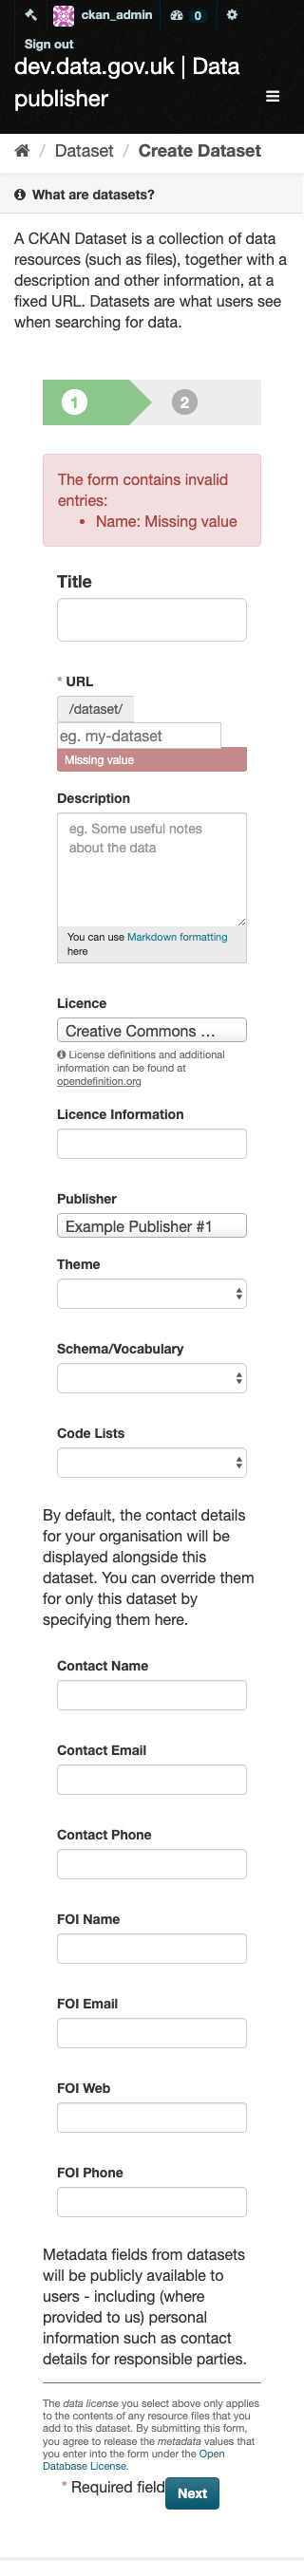 ckan_admin 0
Sign out
dev.data.gov.uk | Data
publisher
/ Dataset / Create Dataset
What are datasets?
A CKAN Dataset is a collection of data
resources (such as files), together with a
description and other information, at a
fixed URL. Datasets are what users see
when searching for data.
1 2
The form contains invalid
entries:
• Name: Missing value
Title
* URL
/dataset/
eg. my-dataset
Missing value
Description
eg. Some useful notes
about the data
You can use Markdown formatting
here
Licence
Creative Commons ...
License definitions and additional
information can be found at
opendefinition.org
Licence Information
Publisher
Example Publisher #1
Theme
Schema/Vocabulary
Code Lists
By default, the contact details
for your organisation will be
displayed alongside this
dataset. You can override them
for only this dataset by
specifying them here.
Contact Name
Contact Email
Contact Phone
FOI Name
FOI Email
FOI Web
FOI Phone
Metadata fields from datasets
will be publicly available to
users - including (where
provided to us) personal
information such as contact
details for responsible parties.
The data license you select above only applies
to the contents of any resource files that you
add to this dataset. By submitting this form,
you agree to release the metadata values that
you enter into the form under the Open
Database License.
* Required field Next